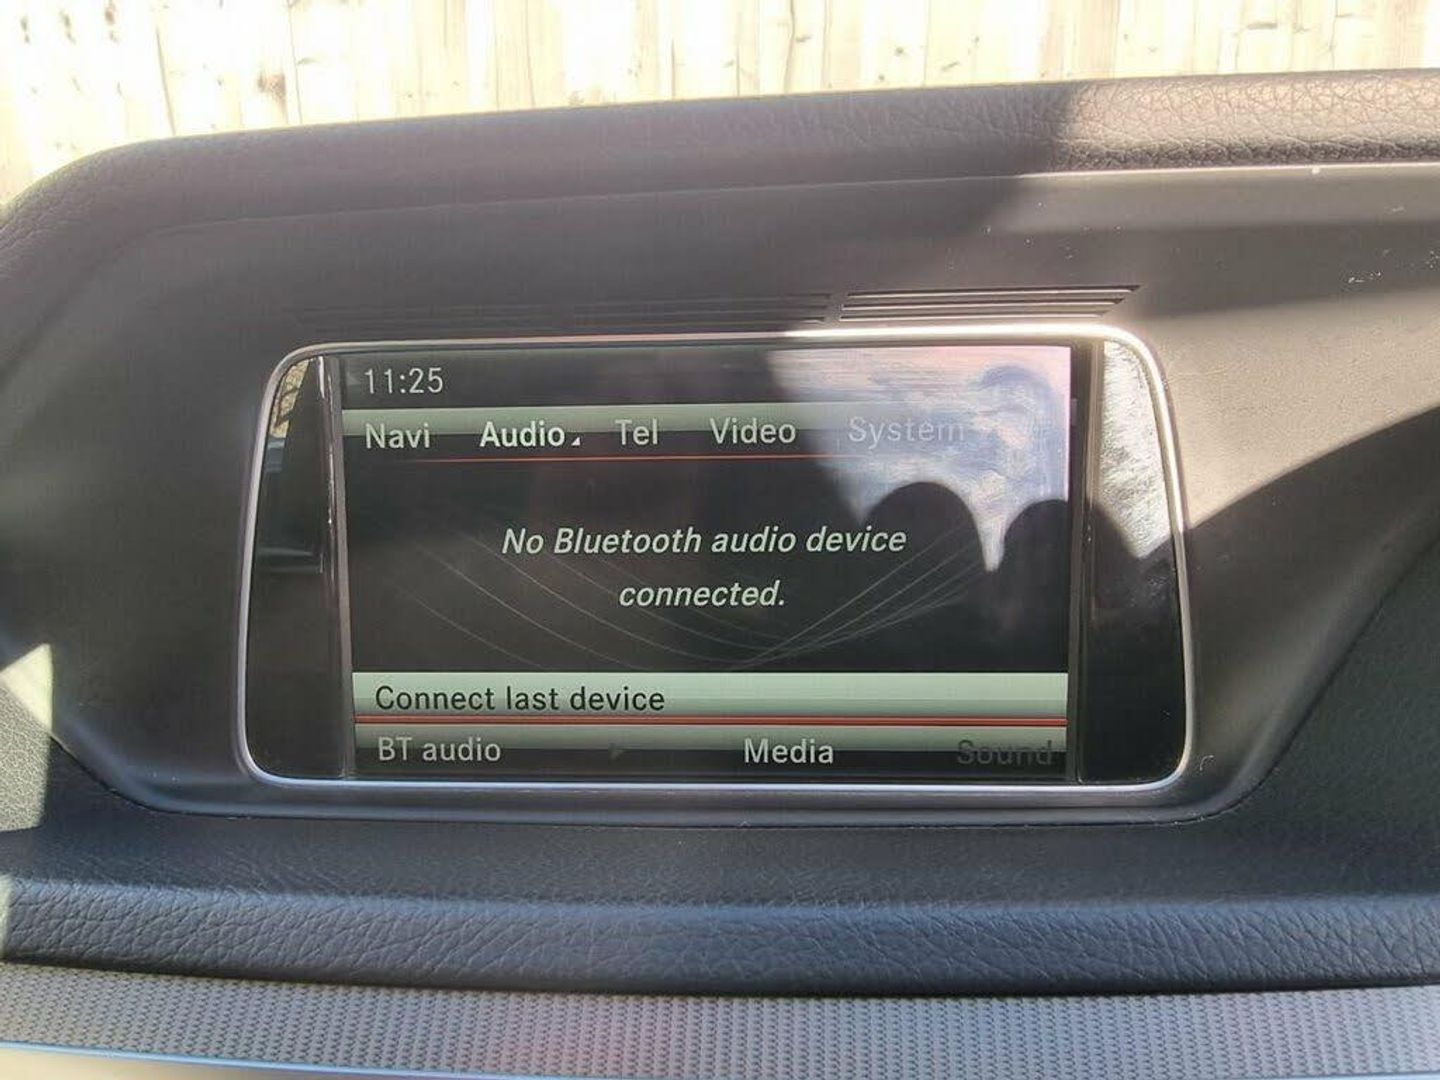 11:25
Navi Audio Tel Video System
No Bluetooth audio device
connected.
Connect last device
BT audio Media Sound